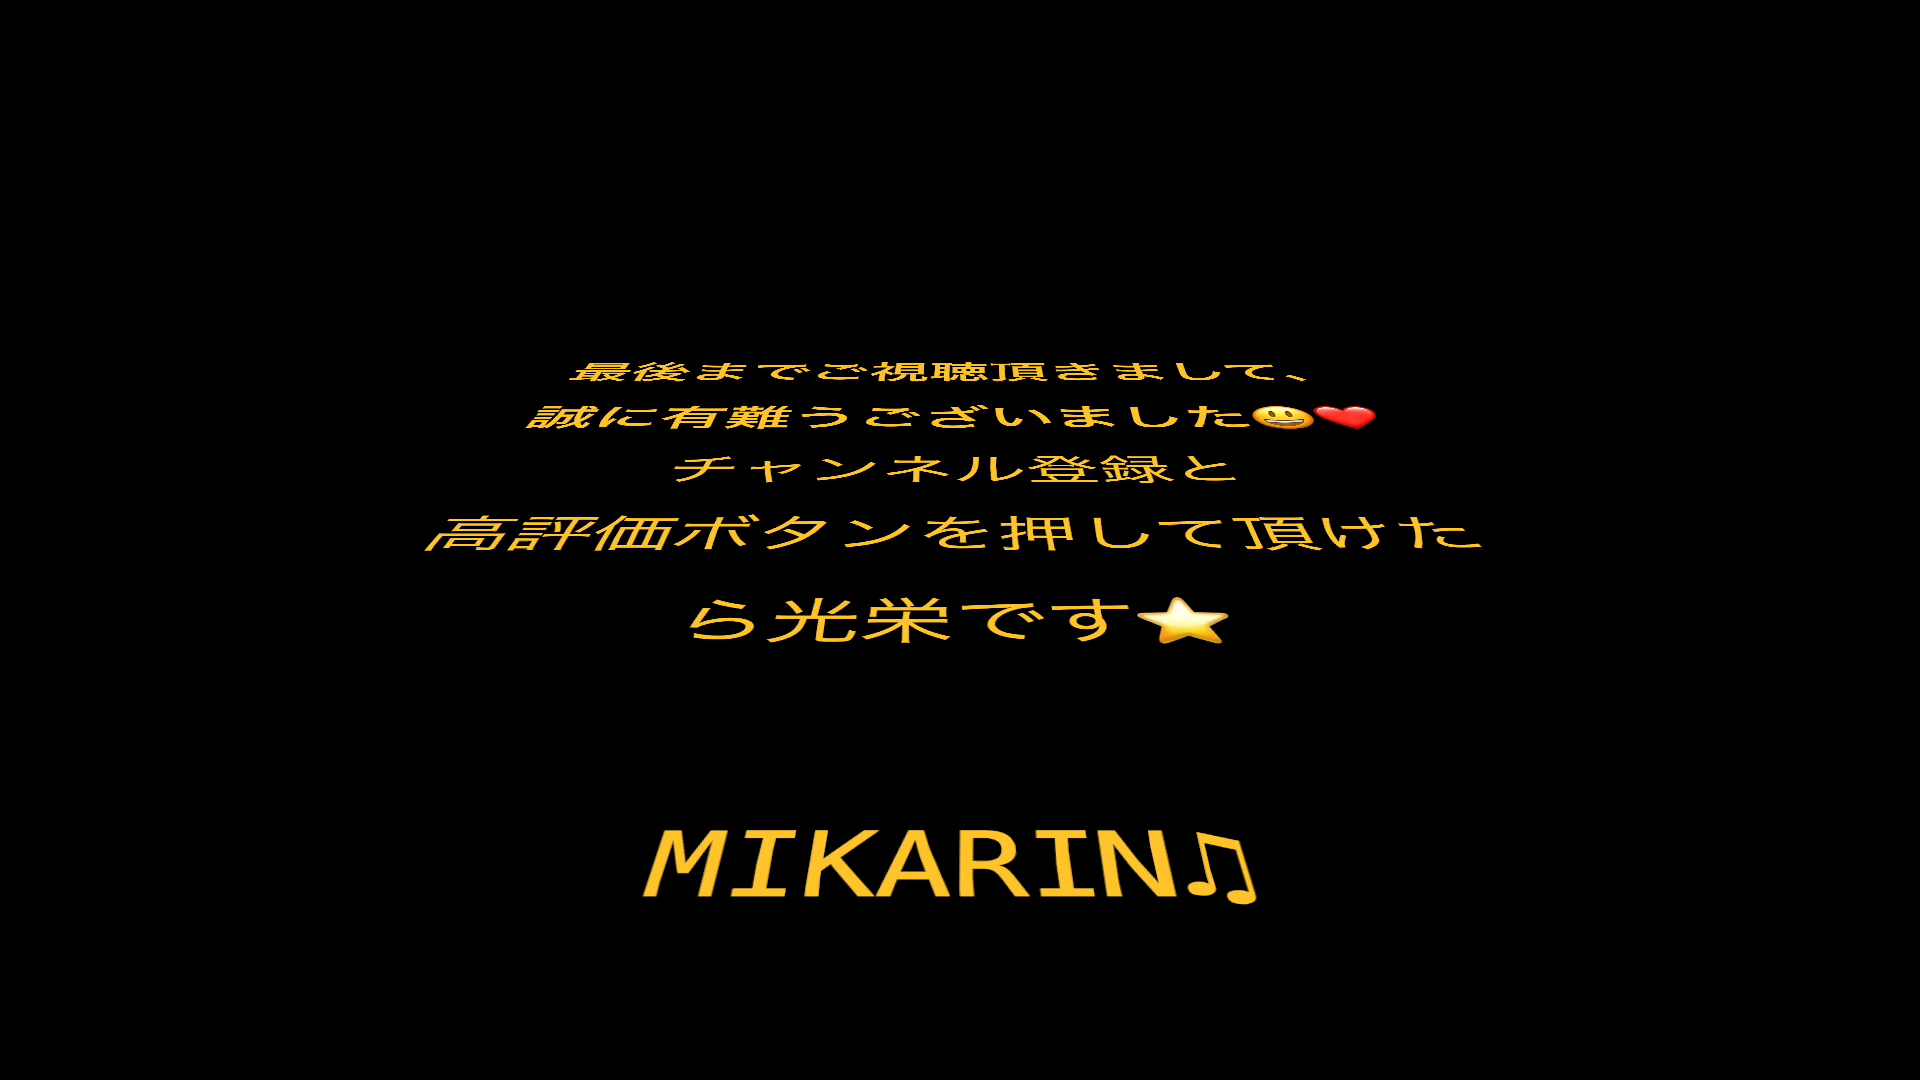 最後までご視聴頂きまして、
誠に有難うございました😃❤️
チャンネル登録と
高評価ボタンを押して頂けた
ら光栄です⭐
MIKARIN♫